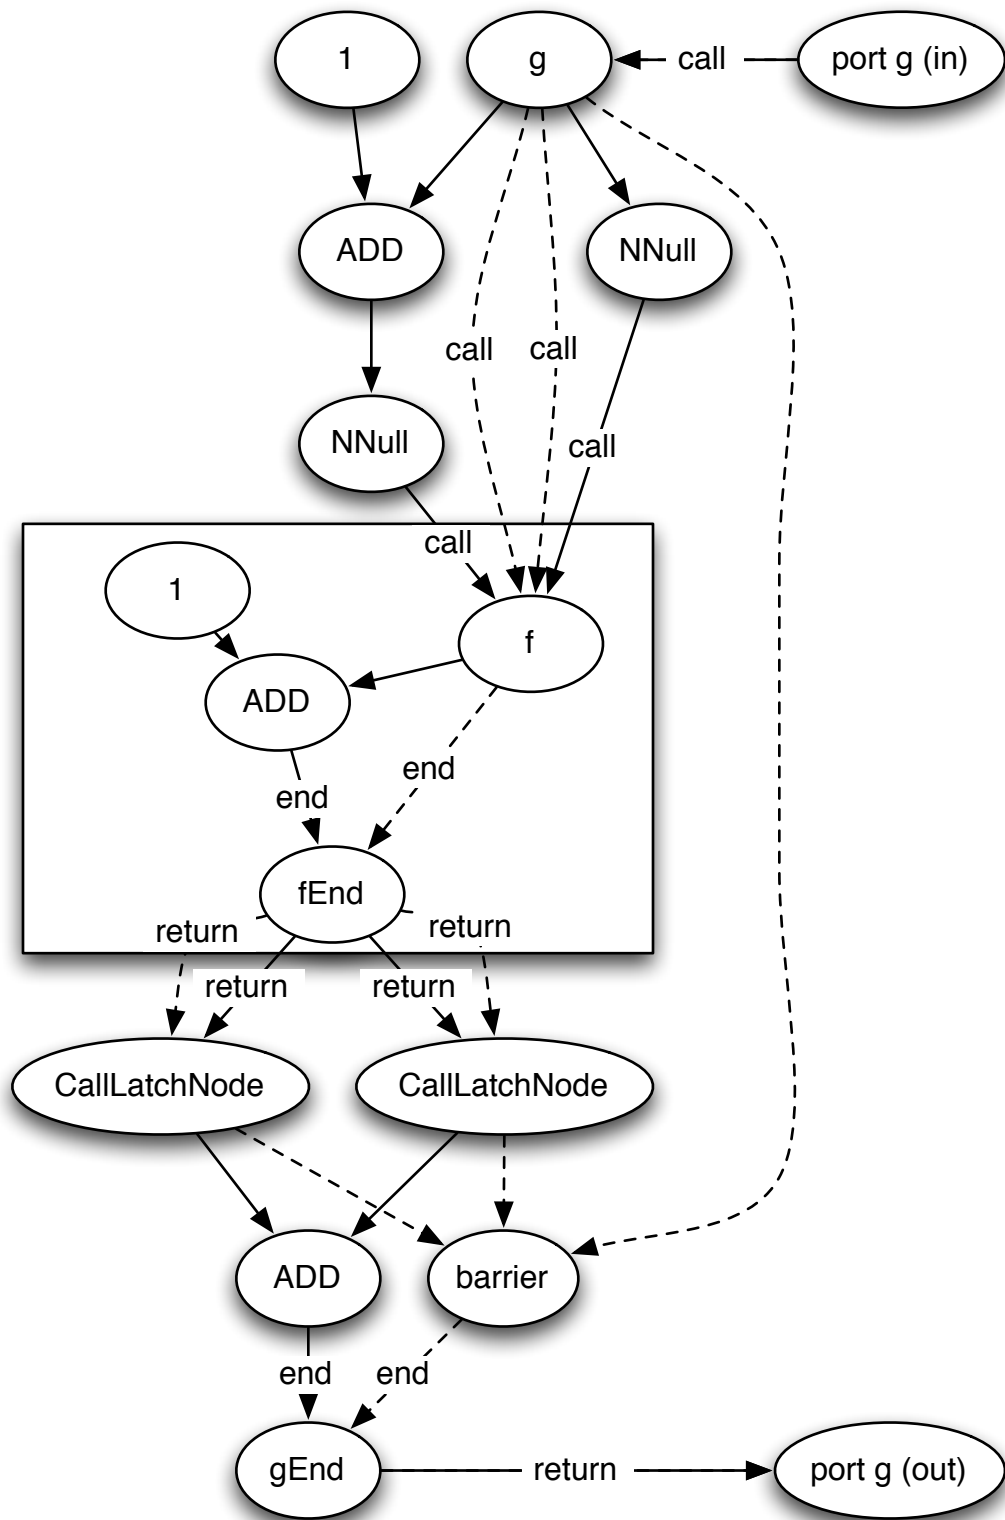 1
g
call
port g (in)
ADD
NNull
call
call
NNull
call
call
1
f
ADD
end
end
fEnd
return
return
return
return
CallLatchNode
CallLatchNode
ADD
barrier
end
end
gEnd
return
port g (out)